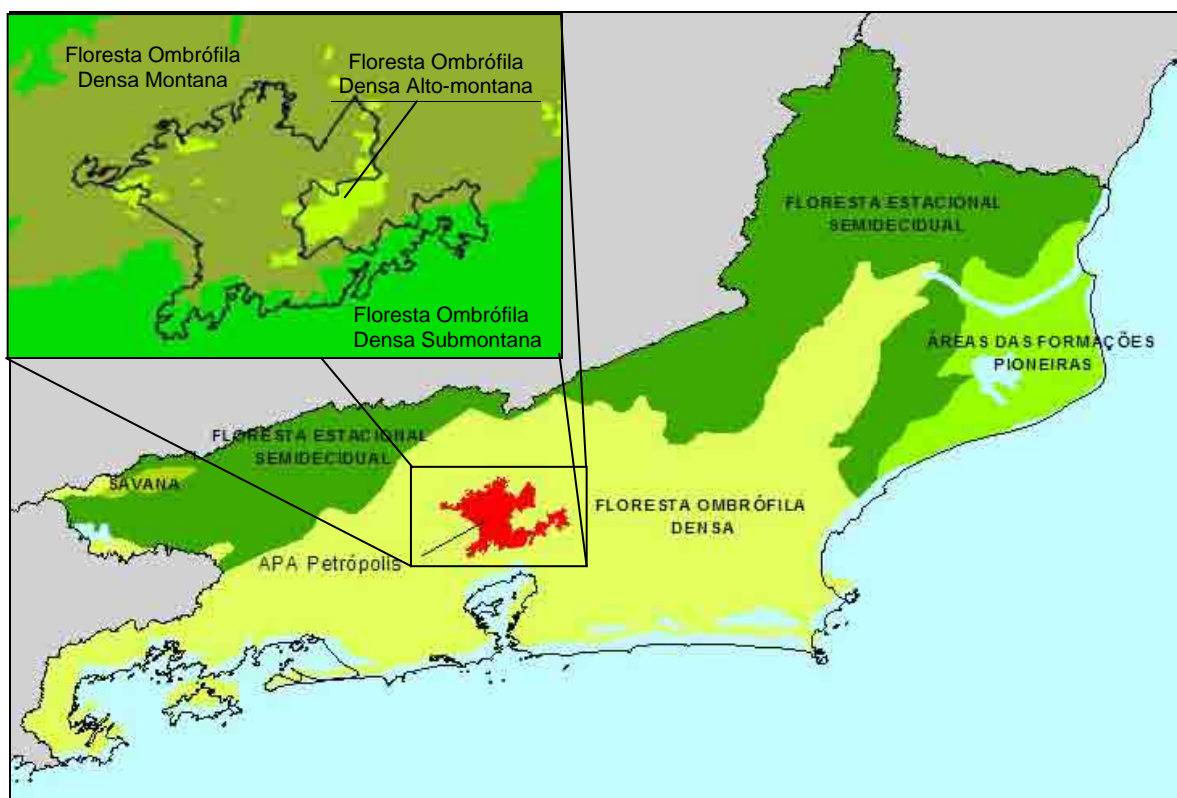 Floresta Ombrófila
Densa Montana
Floresta Ombrófila
Densa Alto-montana
Floresta Ombrófila
Densa Submontana
FLORESTA ESTACIONAL
SEMIDECIDUAL
ÁREAS DAS FORMAÇÕES
PIONEIRAS
FLORESTA ESTACIONAL
SEMIDECIDUAL
SAVANA
FLORESTA OMBRÓFILA
DENSA
APA Petrópolis